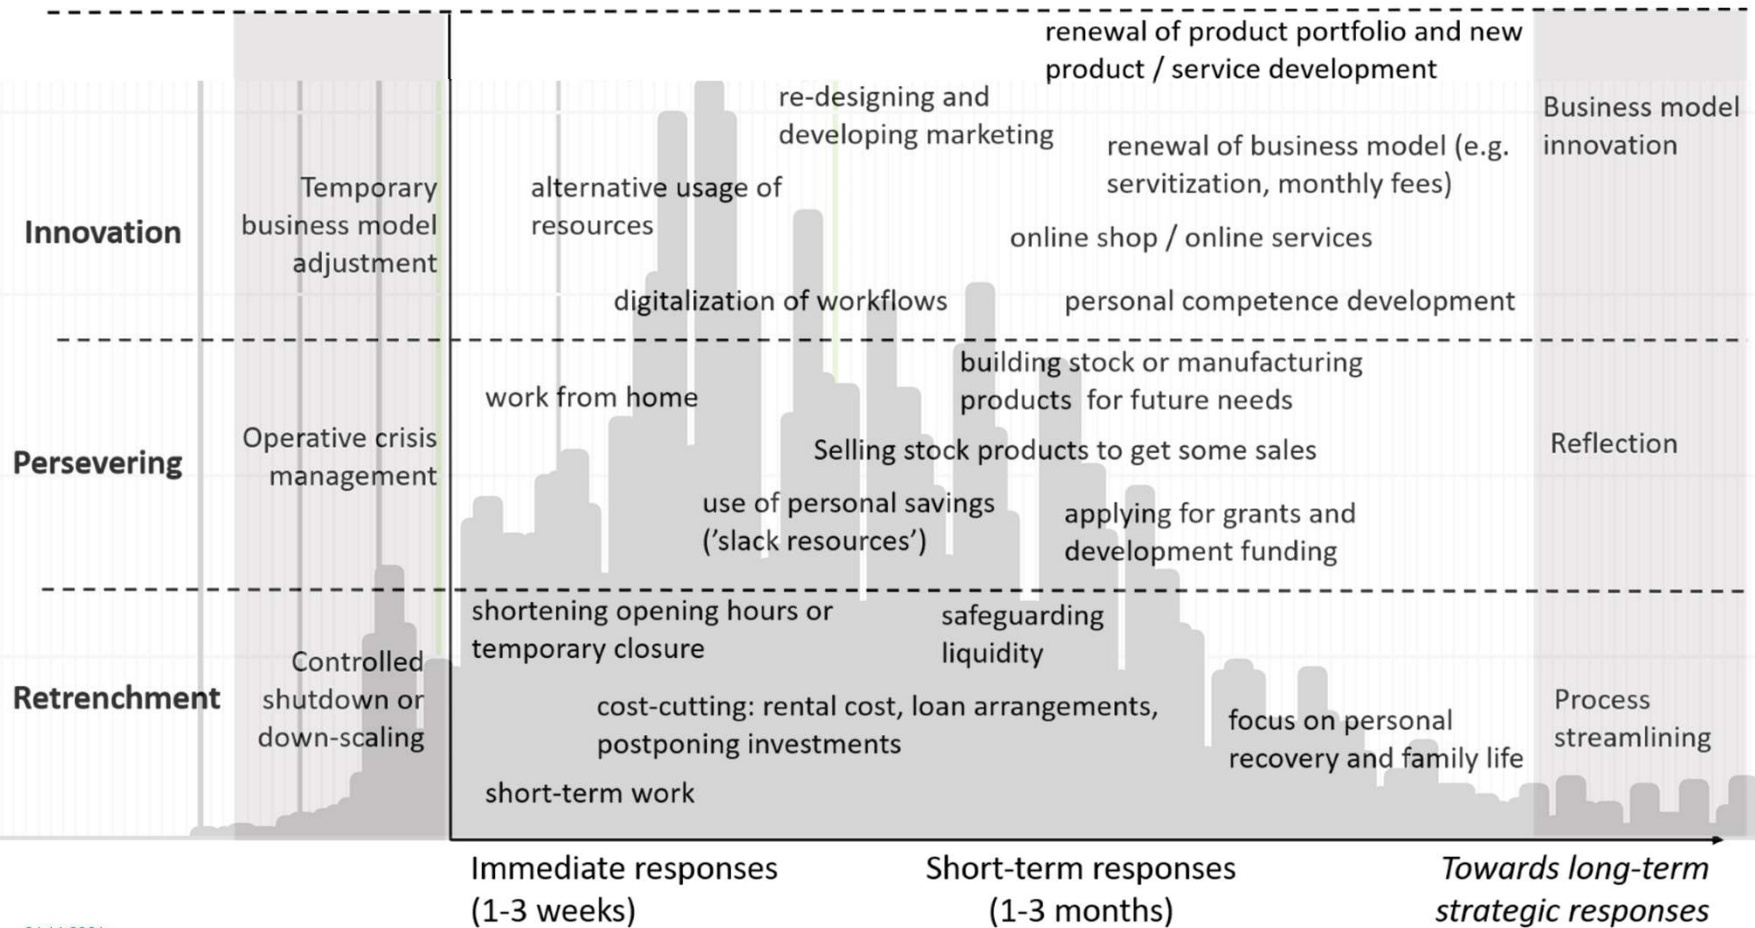 renewal of product portfolio and new
product / service development
re-designing and
developing marketing
Business model
innovation
renewal of business model (e.g.
servitization, monthly fees)
Temporary
business model
adjustment
alternative usage of
resources
Innovation
online shop / online services
digitalization of workflows
personal competence development
building stock or manufacturing
products for future needs
work from home
Operative crisis
management
Persevering
Selling stock products to get some sales
Reflection
use of personal savings
('slack resources')
applying for grants and
development funding
shortening opening hours or
temporary closure
safeguarding
liquidity
Controlled
shutdown or
down-scaling
Retrenchment
cost-cutting: rental cost, loan arrangements,
postponing investments
focus on personal
recovery and family life
Process
streamlining
short-term work
Immediate responses
(1-3 weeks)
Short-term responses
(1-3 months)
Towards long-term
strategic responses